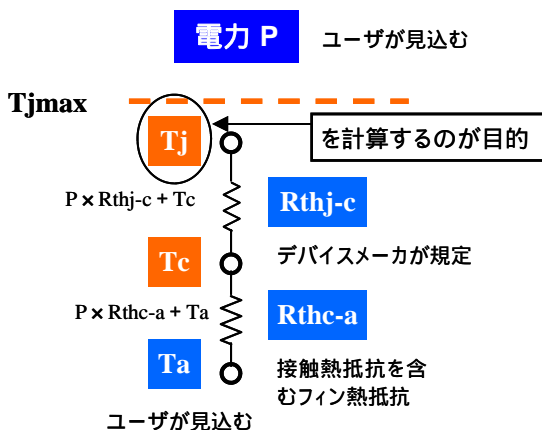 電力 P
ユーザが見込む
Tjmax
Tj
を計算するのが目的
P × Rthj-c + Tc
Rthj-c
Tc
デバイスメーカが規定
P × Rthc-a + Ta
Rthc-a
Ta
接触熱抵抗を含
むフィン熱抵抗
ユーザが見込む